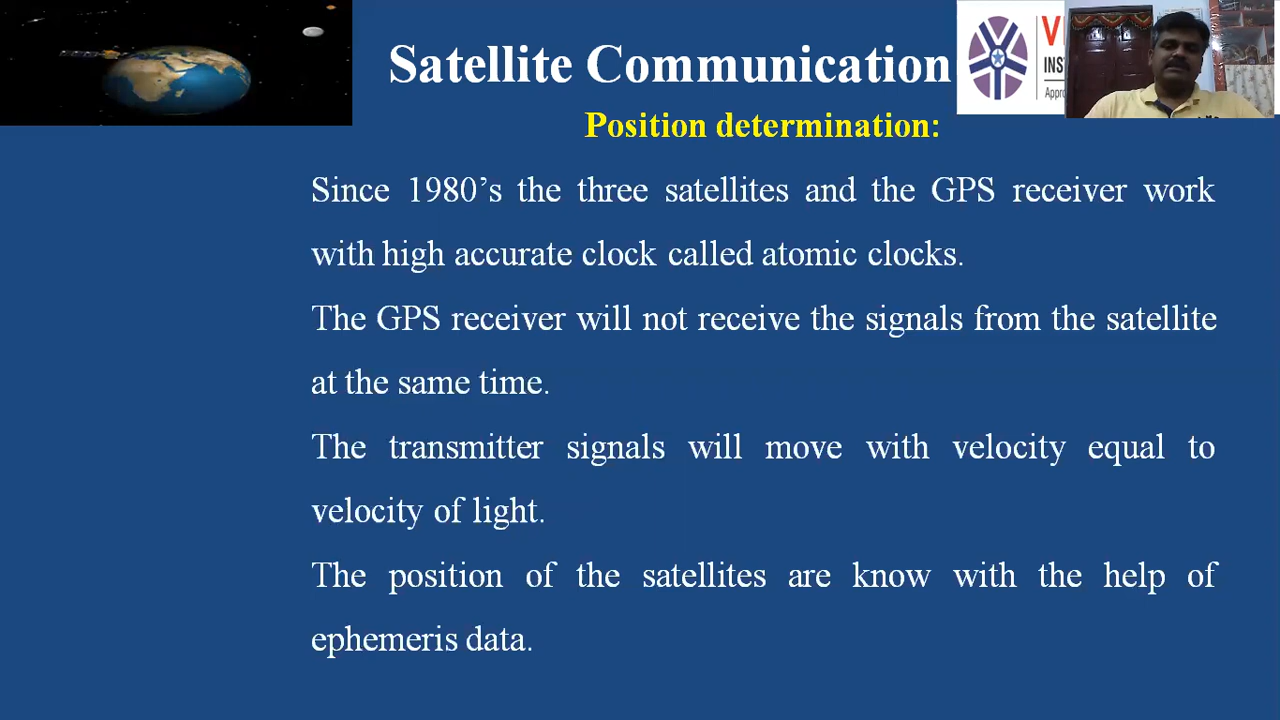 Satellite Communication
V
INST
Appro
Position determination:
Since 1980’s the three satellites and the GPS receiver work
with high accurate clock called atomic clocks.
The GPS receiver will not receive the signals from the satellite
at the same time.
The transmitter signals will move with velocity equal to
velocity of light.
The position of the satellites are know with the help of
ephemeris data.